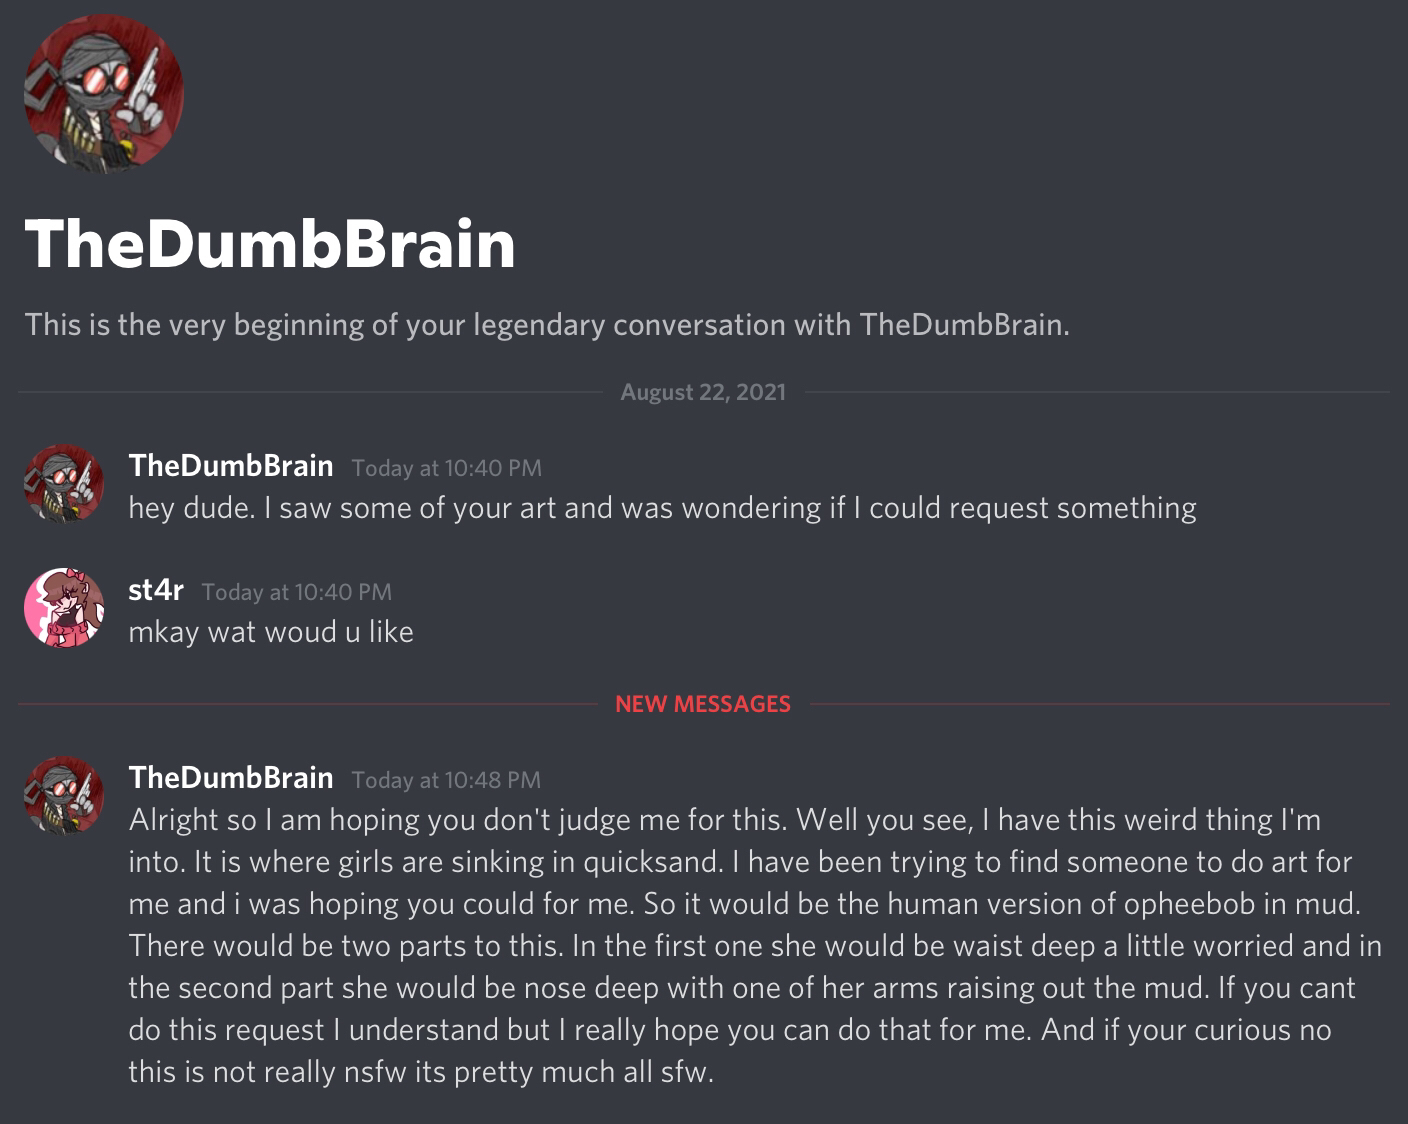 TheDumbBrain
This is the very beginning of your legendary conversation with TheDumbBrain.
August 22, 2021
TheDumbBrain Today at 10:40 PM
hey dude. I saw some of your art and was wondering if I could request something
st4r Today at 10:40 PM
mkay wat woud u like
NEW MESSAGES
TheDumbBrain Today at 10:48 PM
Alright so I am hoping you don't judge me for this. Well you see, I have this weird thing I'm
into. It is where girls are sinking in quicksand. I have been trying to find someone to do art for
me and i was hoping you could for me. So it would be the human version of opheebob in mud.
There would be two parts to this. In the first one she would be waist deep a little worried and in
the second part she would be nose deep with one of her arms raising out the mud. If you cant
do this request I understand but I really hope you can do that for me. And if your curious no
this is not really nsfw its pretty much all sfw.